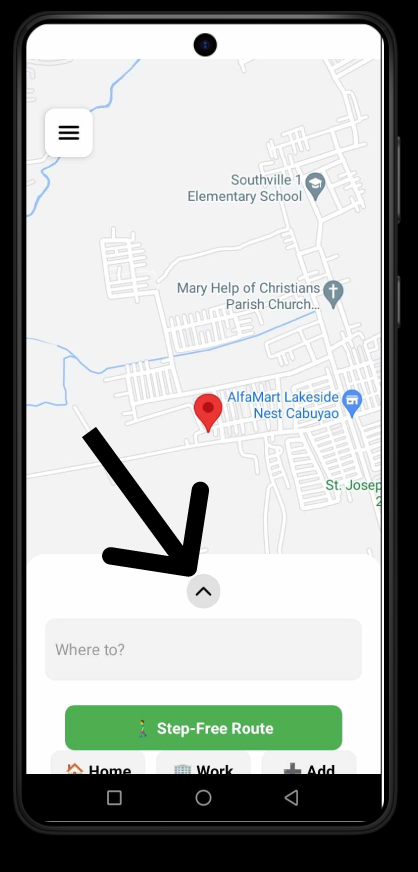 Southville 1
Elementary School
Mary Help of Christians
Parish Church...
AlfaMart Lakeside
Nest Cabuyao
St. Josep
2
Where to?
Step-Free Route
Home
Work
Add